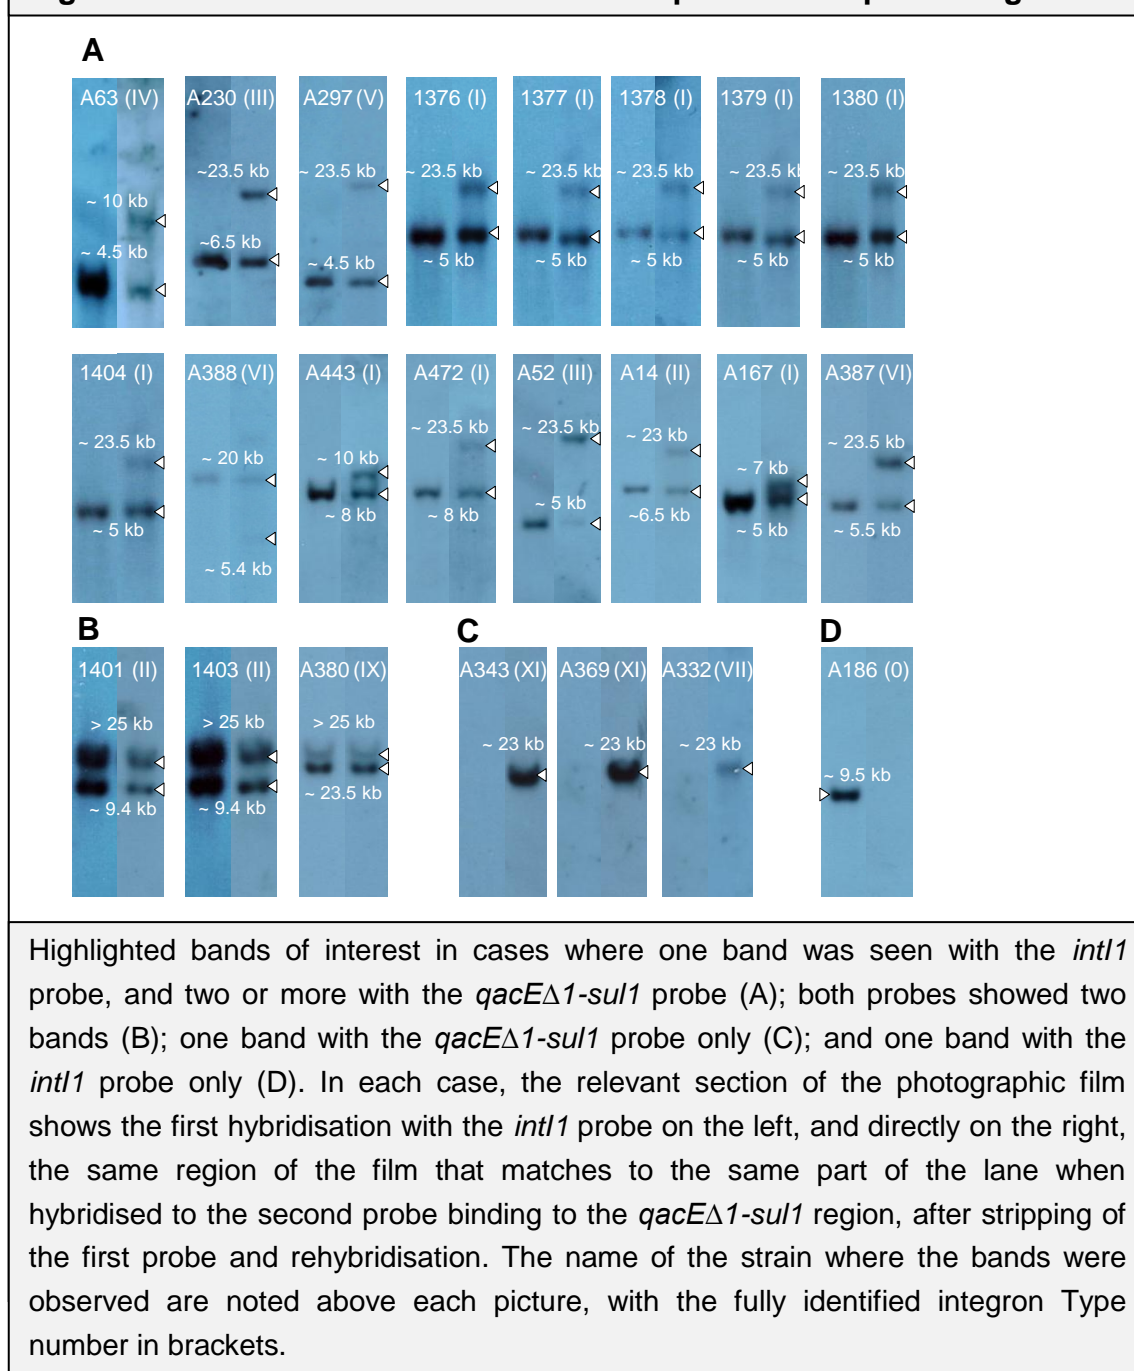 A
A63 (IV) A230 (III) A297 (V) 1376 (I) 1377 (I) 1378 (I) 1379 (I) 1380 (I)
~ 10 kb ~23.5 kb ~ 23.5 kb ~ 23.5 kb ~ 23.5 kb ~ 23.5 kb ~ 23.5 kb ~ 23.5 kb
~ 4.5 kb ~6.5 kb ~ 4.5 kb ~ 5 kb ~ 5 kb ~ 5 kb ~ 5 kb ~ 5 kb
1404 (I) A388 (VI) A443 (I) A472 (I) A52 (III) A14 (II) A167 (I) A387 (VI)
~ 23.5 kb ~ 20 kb ~ 10 kb ~ 23.5 kb ~ 23.5 kb ~ 23 kb ~ 7 kb ~ 23.5 kb
~ 5 kb ~ 5.4 kb ~ 8 kb ~ 8 kb ~ 5 kb ~6.5 kb ~ 5 kb ~ 5.5 kb
B C D
1401 (II) 1403 (II) A380 (IX) A343 (XI) A369 (XI) A332 (VII) A186 (0)
> 25 kb > 25 kb > 25 kb ~ 23 kb ~ 23 kb ~ 23 kb ~ 9.5 kb
~ 9.4 kb ~ 9.4 kb ~ 23.5 kb
Highlighted bands of interest in cases where one band was seen with the intI1
probe, and two or more with the qacEΔ1-sul1 probe (A); both probes showed two
bands (B); one band with the qacEΔ1-sul1 probe only (C); and one band with the
intI1 probe only (D). In each case, the relevant section of the photographic film
shows the first hybridisation with the intI1 probe on the left, and directly on the right,
the same region of the film that matches to the same part of the lane when
hybridised to the second probe binding to the qacEΔ1-sul1 region, after stripping of
the first probe and rehybridisation. The name of the strain where the bands were
observed are noted above each picture, with the fully identified integron Type
number in brackets.